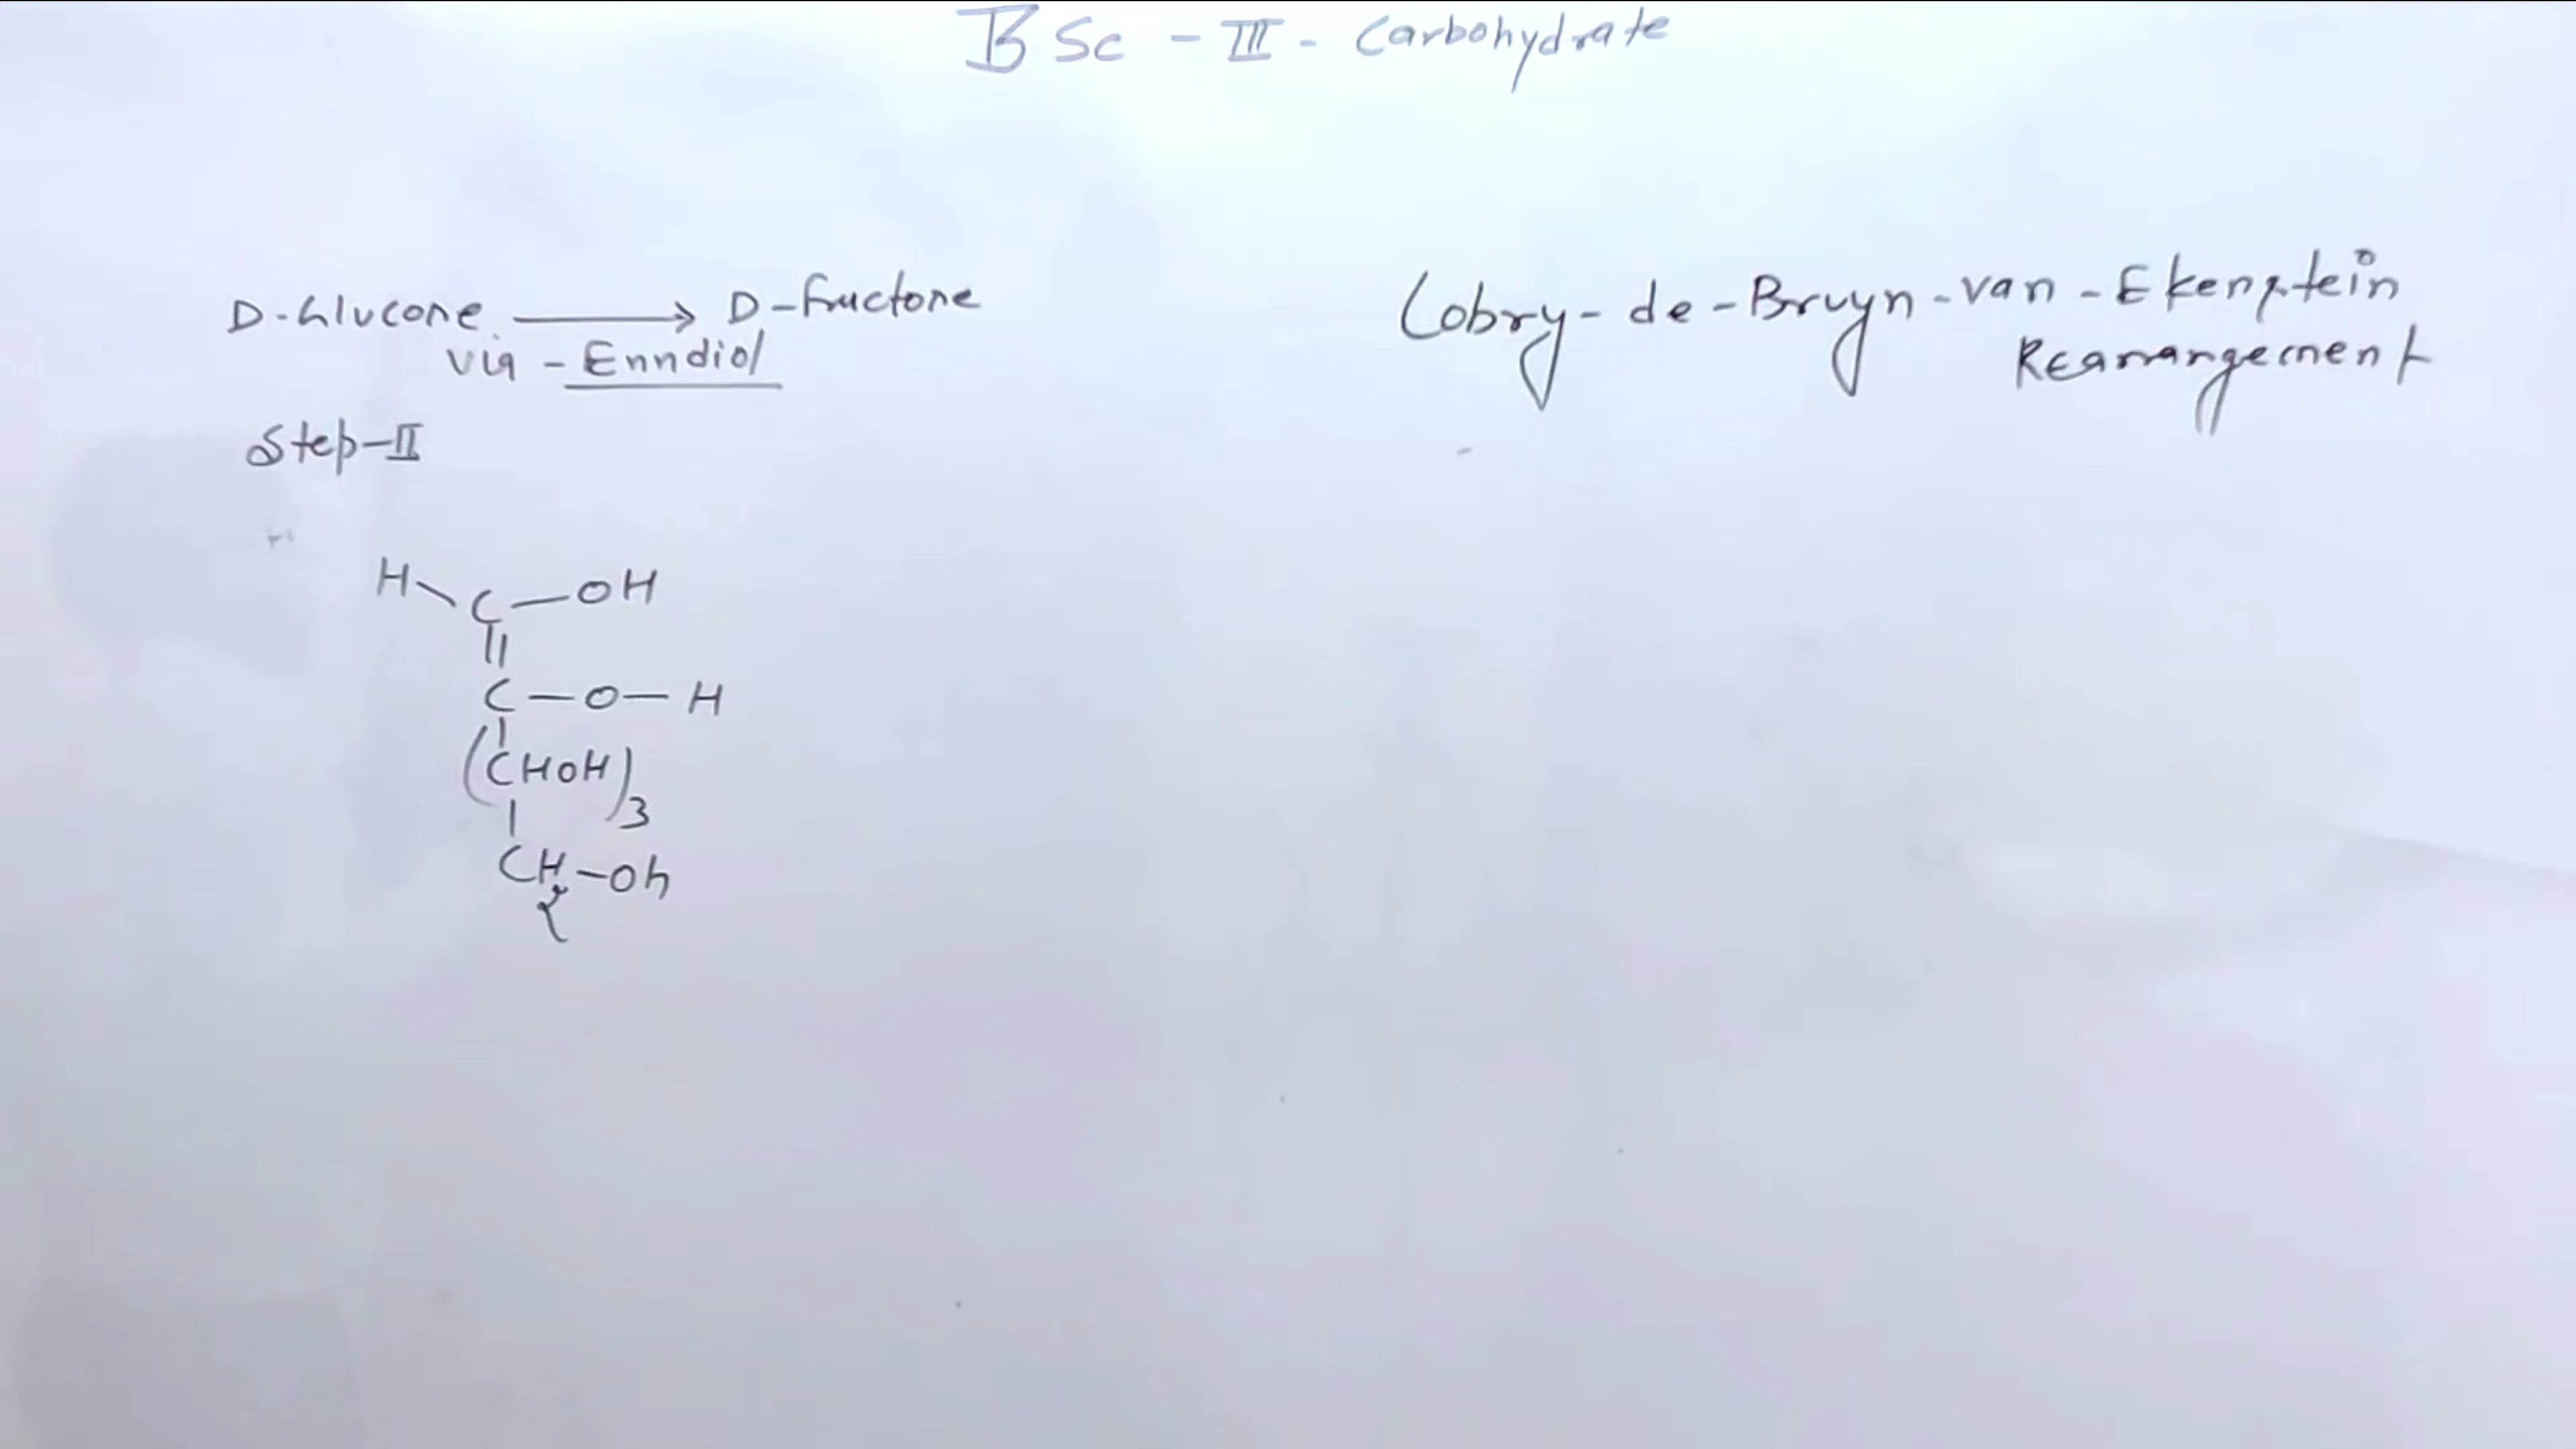 BSc - III - Carbohydrate
D-Glucose → D-fructose
via - Enndiol
Lobry-de-Bruyn-van-Ekenstein
Rearrangement
Step-II
H C-OH
||
C-O-H
|
(CHOH)3
|
CH2-Oh